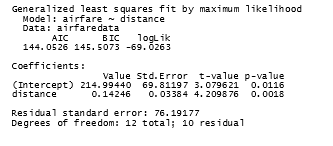 Generalized least squares fit by maximum likelihood
Model: airfare ~ distance
Data: airfaredata
AIC BIC logLik
144.0526 145.5073 -69.0263
Coefficients:
Value Std.Error t-value p-value
(Intercept) 214.99440 69.81197 3.079621 0.0116
distance 0.14246 0.03384 4.209876 0.0018
Residual standard error: 76.19177
Degrees of freedom: 12 total; 10 residual